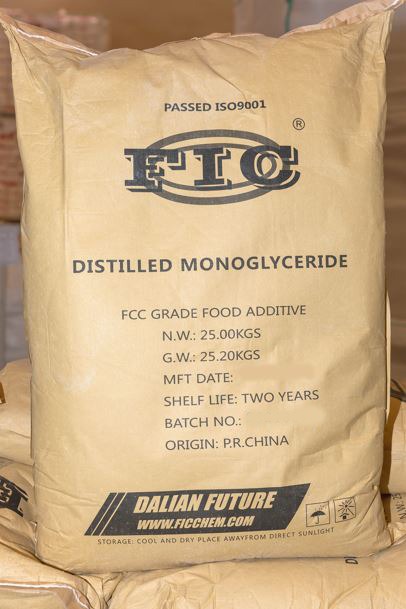 PASSED ISO9001
®
FIC
DISTILLED MONOGLYCERIDE
FCC GRADE FOOD ADDITIVE
N.W.: 25.00KGS
G.W.: 25.20KGS
MFT DATE:
SHELF LIFE: TWO YEARS
BATCH NO.:
ORIGIN: P.R.CHINA
DALIAN FUTURE
WWW.FICCHEM.COM
STORAGE: COOL AND DRY PLACE AWAYFROM DIRECT SUNLIGHT